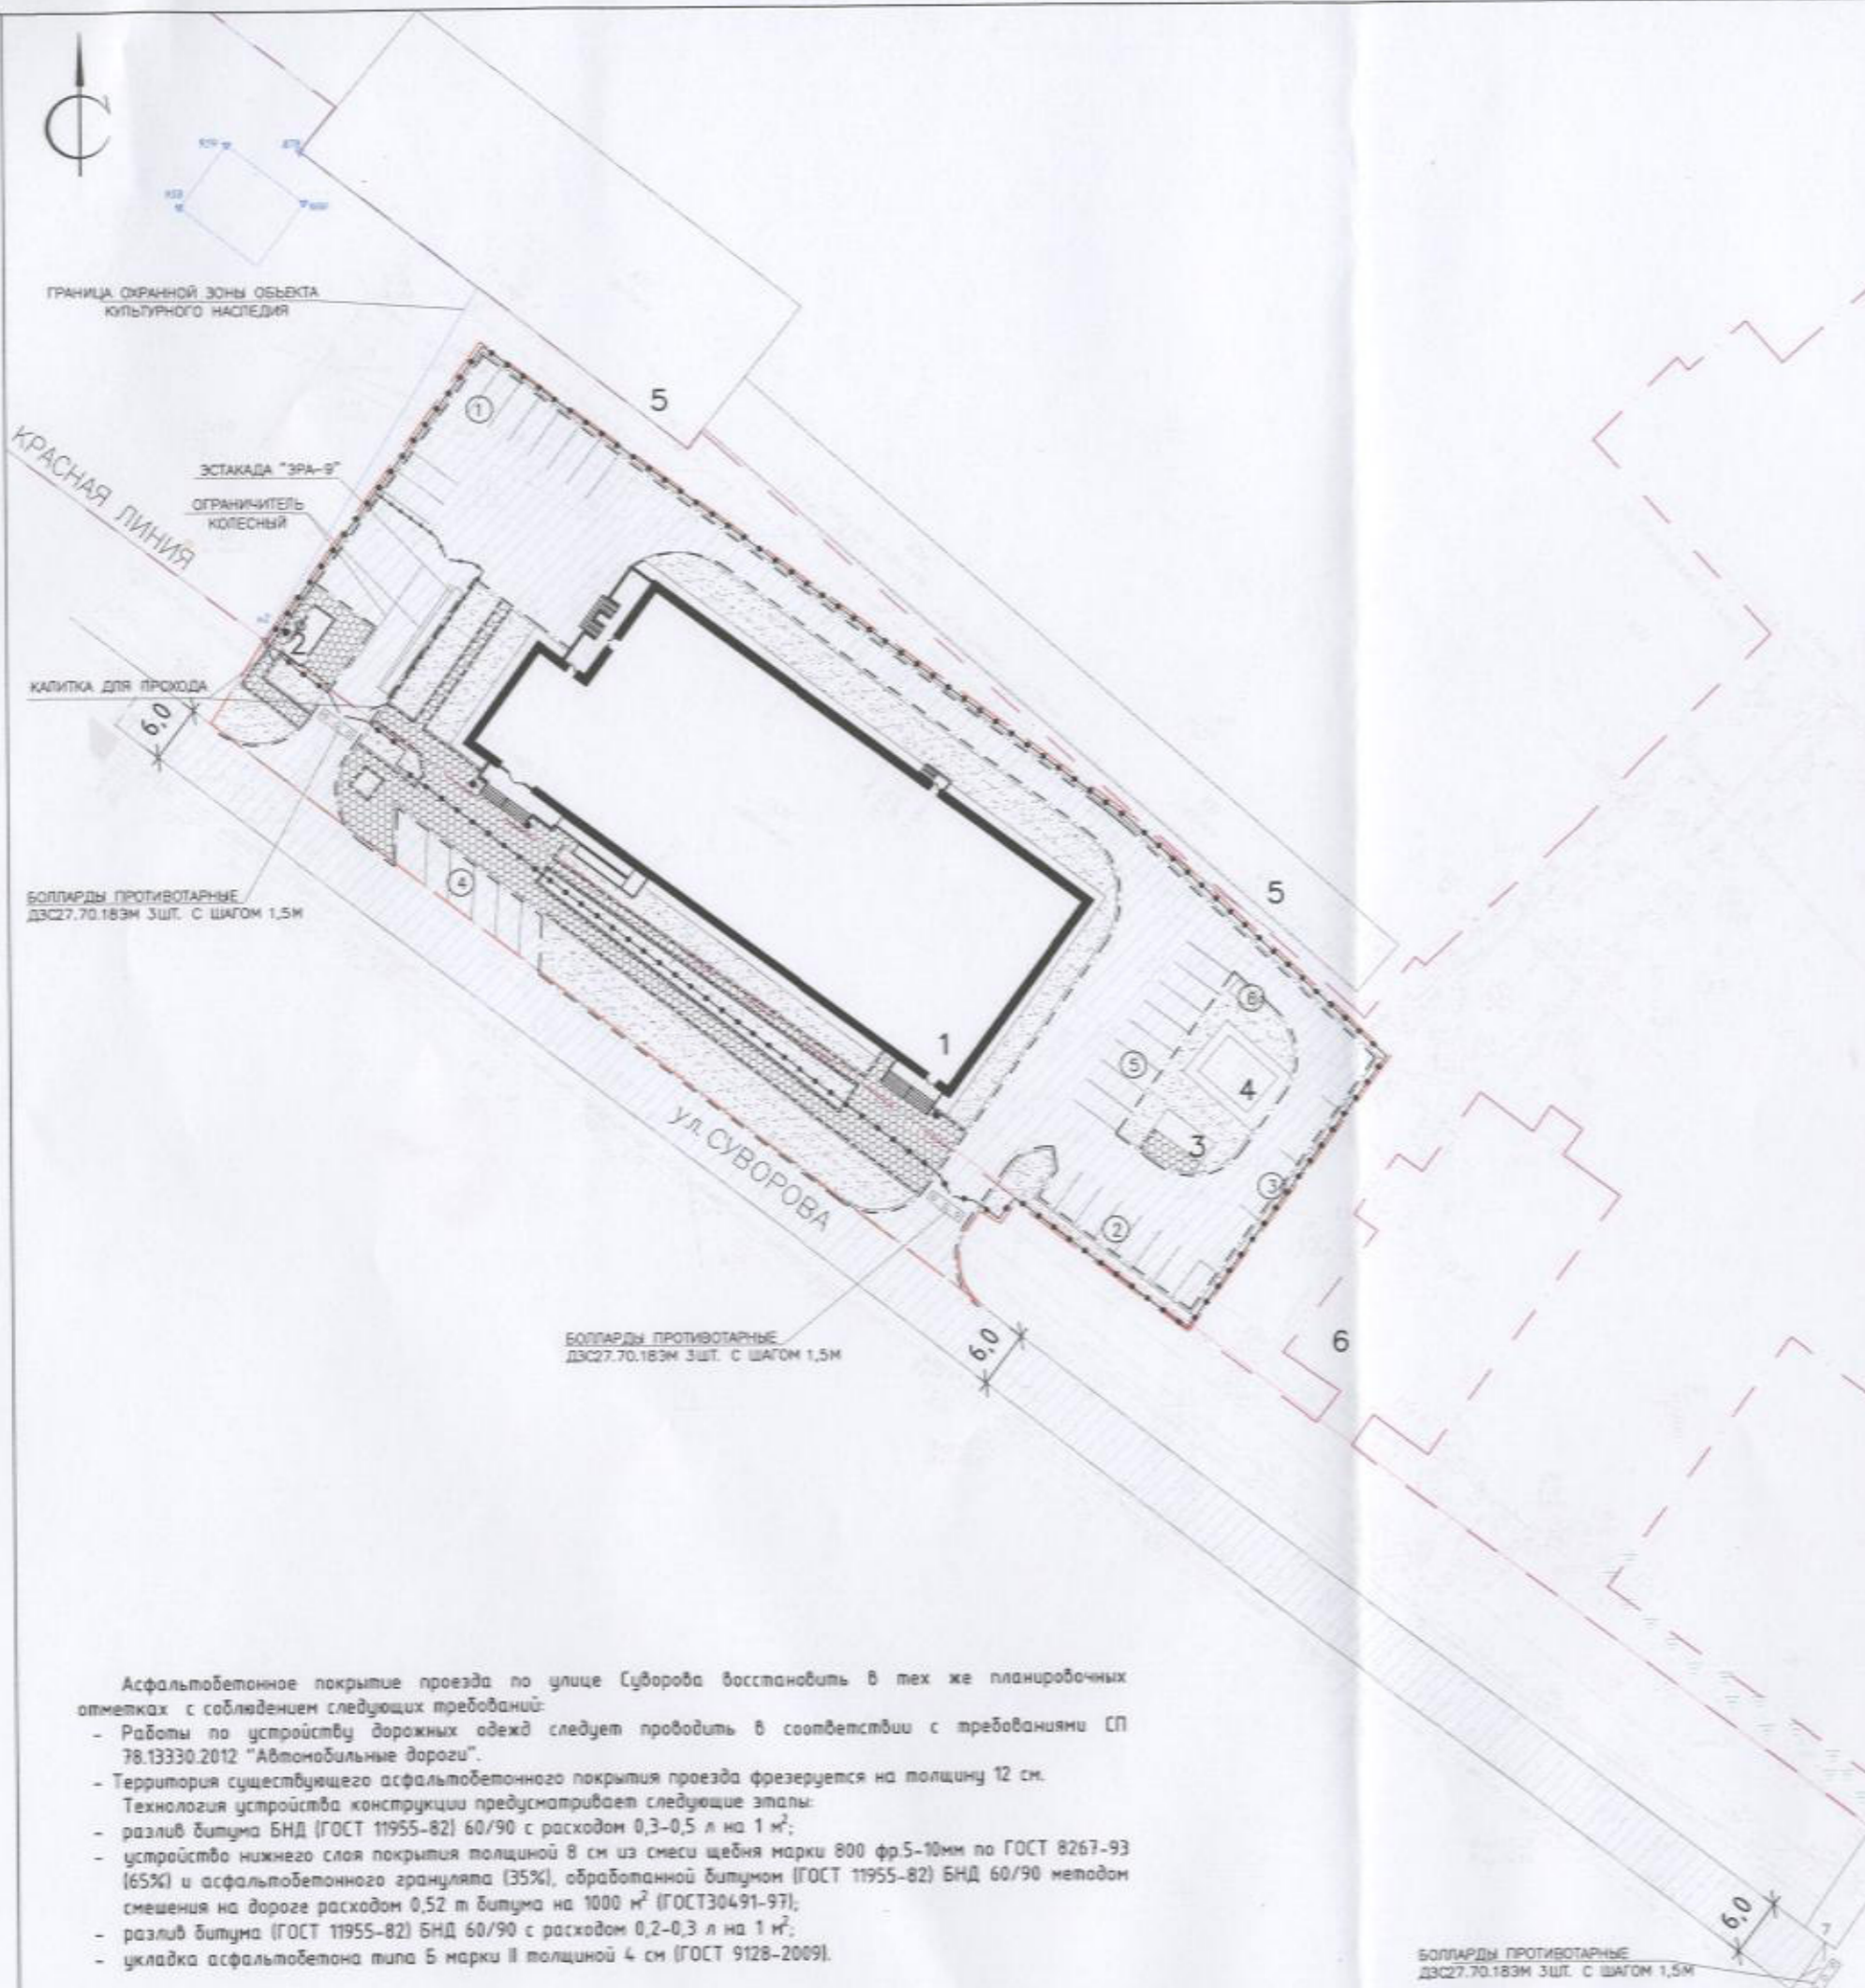 С
959
ГРАНИЦА ОХРАННОЙ ЗОНЫ ОБЪЕКТА
КУЛЬТУРНОГО НАСЛЕДИЯ
5
1
КРАСНАЯ ЛИНИЯ
ЭСТАКАДА "ЭРА-9"
ОГРАНИЧИТЕЛЬ
КОЛЕСНЫЙ
2
КАЛИТКА ДЛЯ ПРОХОДА
6,0
4
БОЛЛАРДЫ ПРОТИВОТАРНЫЕ
ДЗС27.70.18ЭМ 3ШТ. С ШАГОМ 1,5М
5
6
1
5
4
3
3
2
ул. СУВОРОВА
БОЛЛАРДЫ ПРОТИВОТАРНЫЕ
ДЗС27.70.18ЭМ 3ШТ. С ШАГОМ 1,5М
6,0
6
Асфальтобетонное покрытие проезда по улице Суворова восстановить в тех же планировочных
отметках с соблюдением следующих требований:
- Работы по устройству дорожных одежд следует проводить в соответствии с требованиями СП
78.13330.2012 "Автомобильные дороги".
- Территория существующего асфальтобетонного покрытия проезда фрезеруется на толщину 12 см.
Технология устройства конструкции предусматривает следующие этапы:
- разлив битума БНД (ГОСТ 11955-82) 60/90 с расходом 0,3-0,5 л на 1 м²;
- устройство нижнего слоя покрытия толщиной 8 см из смеси щебня марки 800 фр.5-10мм по ГОСТ 8267-93
(65%) и асфальтобетонного гранулята (35%), обработанной битумом (ГОСТ 11955-82) БНД 60/90 методом
смешения на дороге расходом 0,52 т битума на 1000 м² (ГОСТ30491-97);
- разлив битума (ГОСТ 11955-82) БНД 60/90 с расходом 0,2-0,3 л на 1 м²;
- укладка асфальтобетона типа Б марки II толщиной 4 см (ГОСТ 9128-2009).
6,0
7
БОЛЛАРДЫ ПРОТИВОТАРНЫЕ
ДЗС27.70.18ЭМ 3ШТ. С ШАГОМ 1,5М